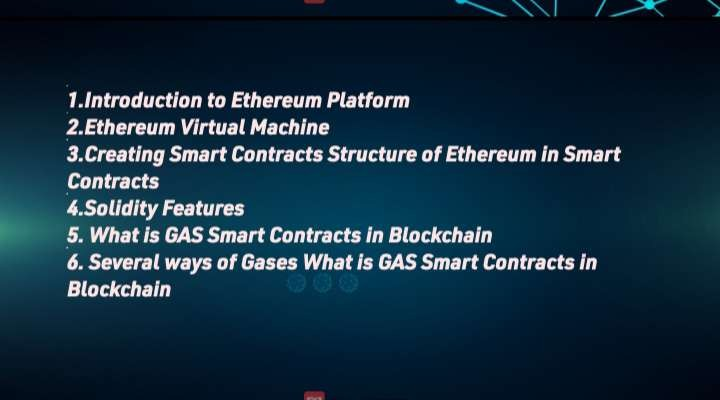 1.Introduction to Ethereum Platform
2.Ethereum Virtual Machine
3.Creating Smart Contracts Structure of Ethereum in Smart
Contracts
4.Solidity Features
5. What is GAS Smart Contracts in Blockchain
6. Several ways of Gases What is GAS Smart Contracts in
Blockchain